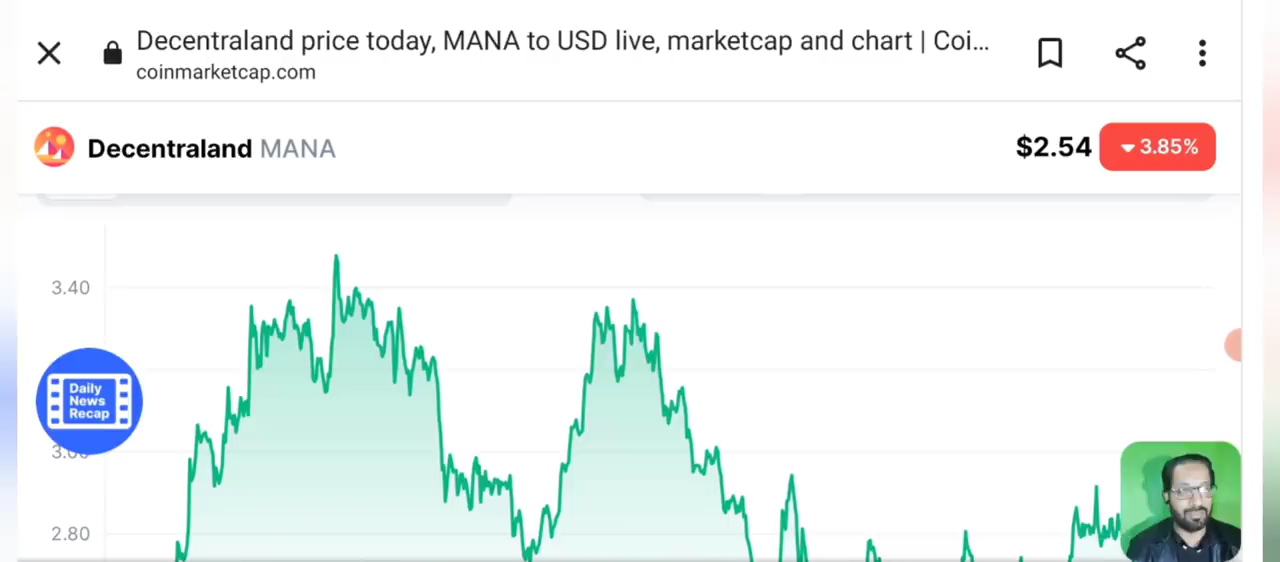 Decentraland price today, MANA to USD live, marketcap and chart | Coi...
coinmarketcap.com
Decentraland MANA
$2.54 3.85%
3.40
Daily
News
Recap
2.80